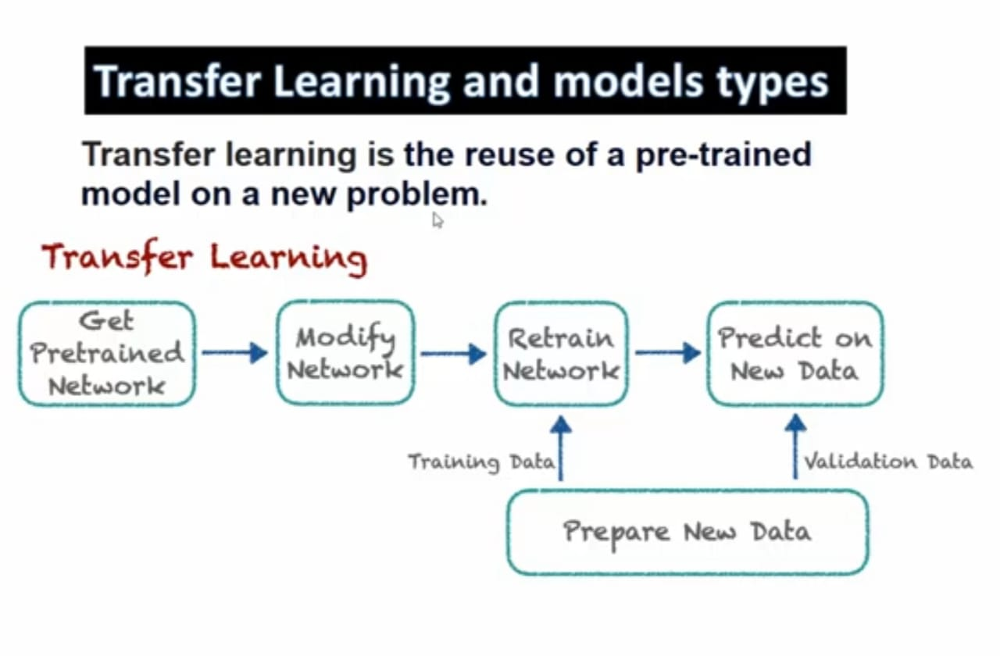 Transfer Learning and models types
Transfer learning is the reuse of a pre-trained
model on a new problem.
Transfer Learning
Get
Pretrained
Network
Modify
Network
Retrain
Network
Predict on
New Data
Training Data
Validation Data
Prepare New Data